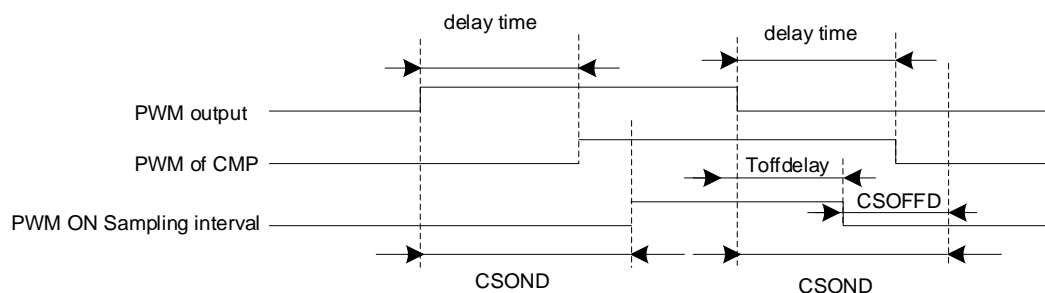 delay time
delay time
PWM output
PWM of CMP
Toffdelay
CSOFFD
PWM ON Sampling interval
CSOND
CSOND